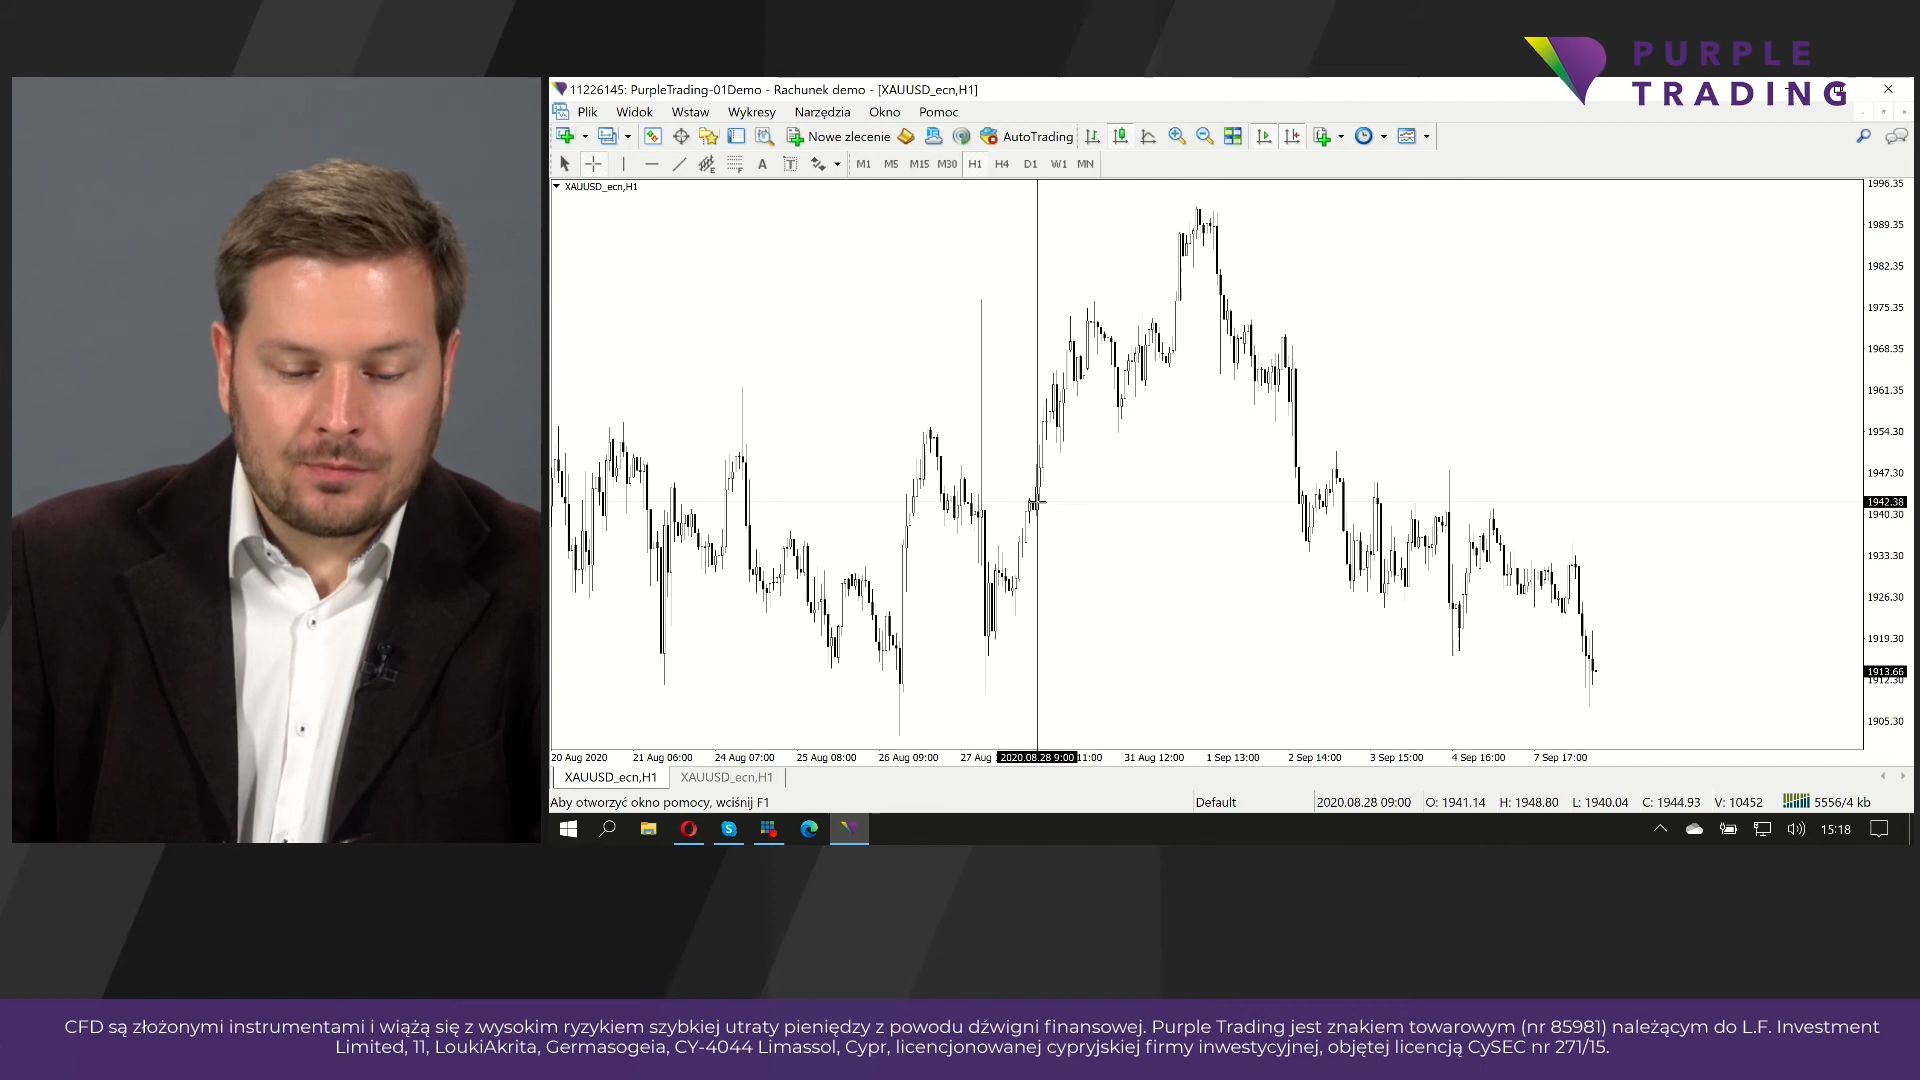 PURPLE
TRADING
11226145: PurpleTrading-01Demo - Rachunek demo - [XAUUSD_ecn,H1]
Plik Widok Wstaw Wykresy Narzędzia Okno Pomoc
Nowe zlecenie AutoTrading
A T M1 M5 M15 M30 H1 H4 D1 W1 MN
XAUUSD_ecn,H1
1996.35
1989.35
1982.35
1975.35
1968.35
1961.35
1954.30
1947.30
1942.38
1940.30
1933.30
1926.30
1919.30
1913.66
1912.30
1905.30
20 Aug 2020 21 Aug 06:00 24 Aug 07:00 25 Aug 08:00 26 Aug 09:00 27 Aug 2020.08.28 9:00 11:00 31 Aug 12:00 1 Sep 13:00 2 Sep 14:00 3 Sep 15:00 4 Sep 16:00 7 Sep 17:00
XAUUSD_ecn,H1 XAUUSD_ecn,H1
Aby otworzyć okno pomocy, wciśnij F1 Default 2020.08.28 09:00 O: 1941.14 H: 1948.80 L: 1940.04 C: 1944.93 V: 10452 5556/4 kb
15:18
CFD są złożonymi instrumentami i wiążą się z wysokim ryzykiem szybkiej utraty pieniędzy z powodu dźwigni finansowej. Purple Trading jest znakiem towarowym (nr 85981) należącym do L.F. Investment
Limited, 11, LoukiAkrita, Germasogeia, CY-4044 Limassol, Cypr, licencjonowanej cypryjskiej firmy inwestycyjnej, objętej licencją CySEC nr 271/15.